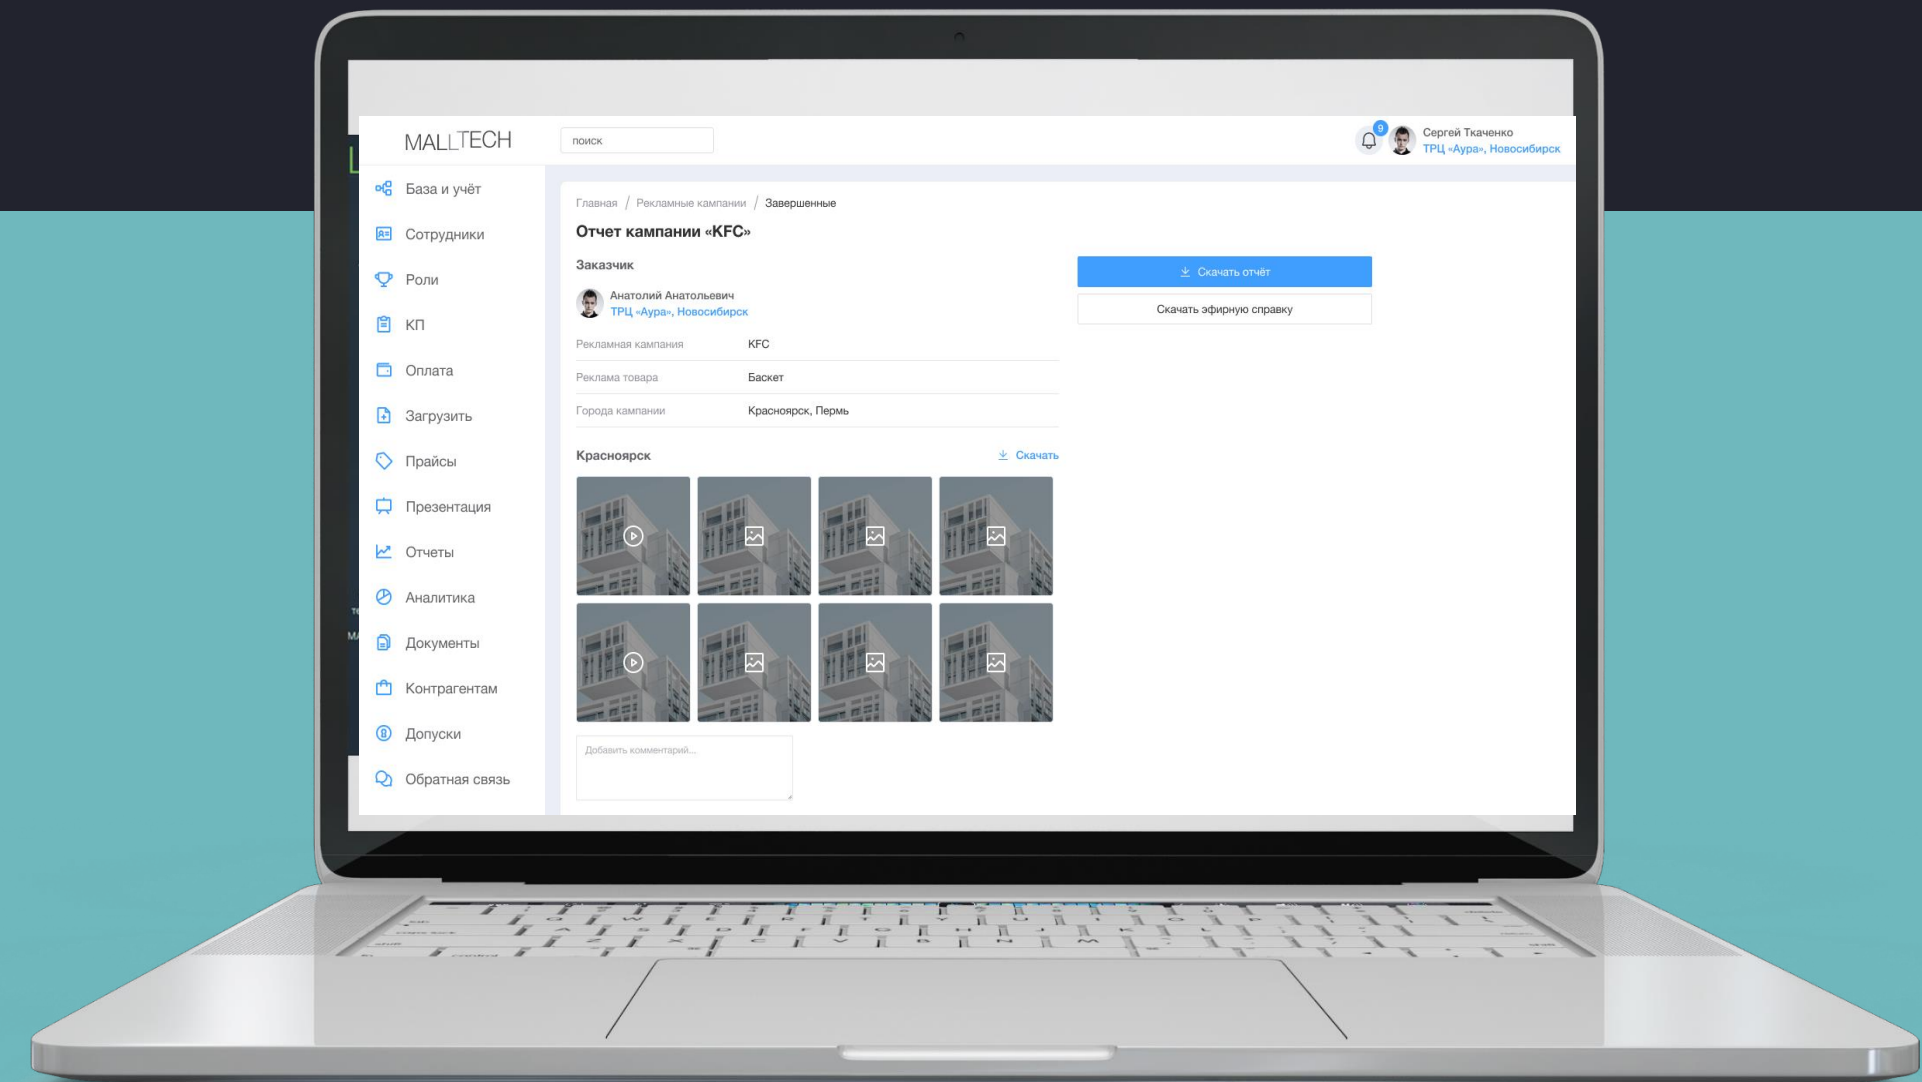 MALLTECH
поиск
9
Сергей Ткаченко
ТРЦ «Аура», Новосибирск
База и учёт
Сотрудники
Роли
КП
Оплата
Загрузить
Прайсы
Презентация
Отчеты
Аналитика
Документы
Контрагентам
Допуски
Обратная связь
Главная / Рекламные кампании / Завершенные
Отчет кампании «KFC»
Заказчик
Анатолий Анатольевич
ТРЦ «Аура», Новосибирск
Рекламная кампания KFC
Реклама товара Баскет
Города кампании Красноярск, Пермь
Скачать отчёт
Скачать эфирную справку
Красноярск
Скачать
Добавить комментарий...